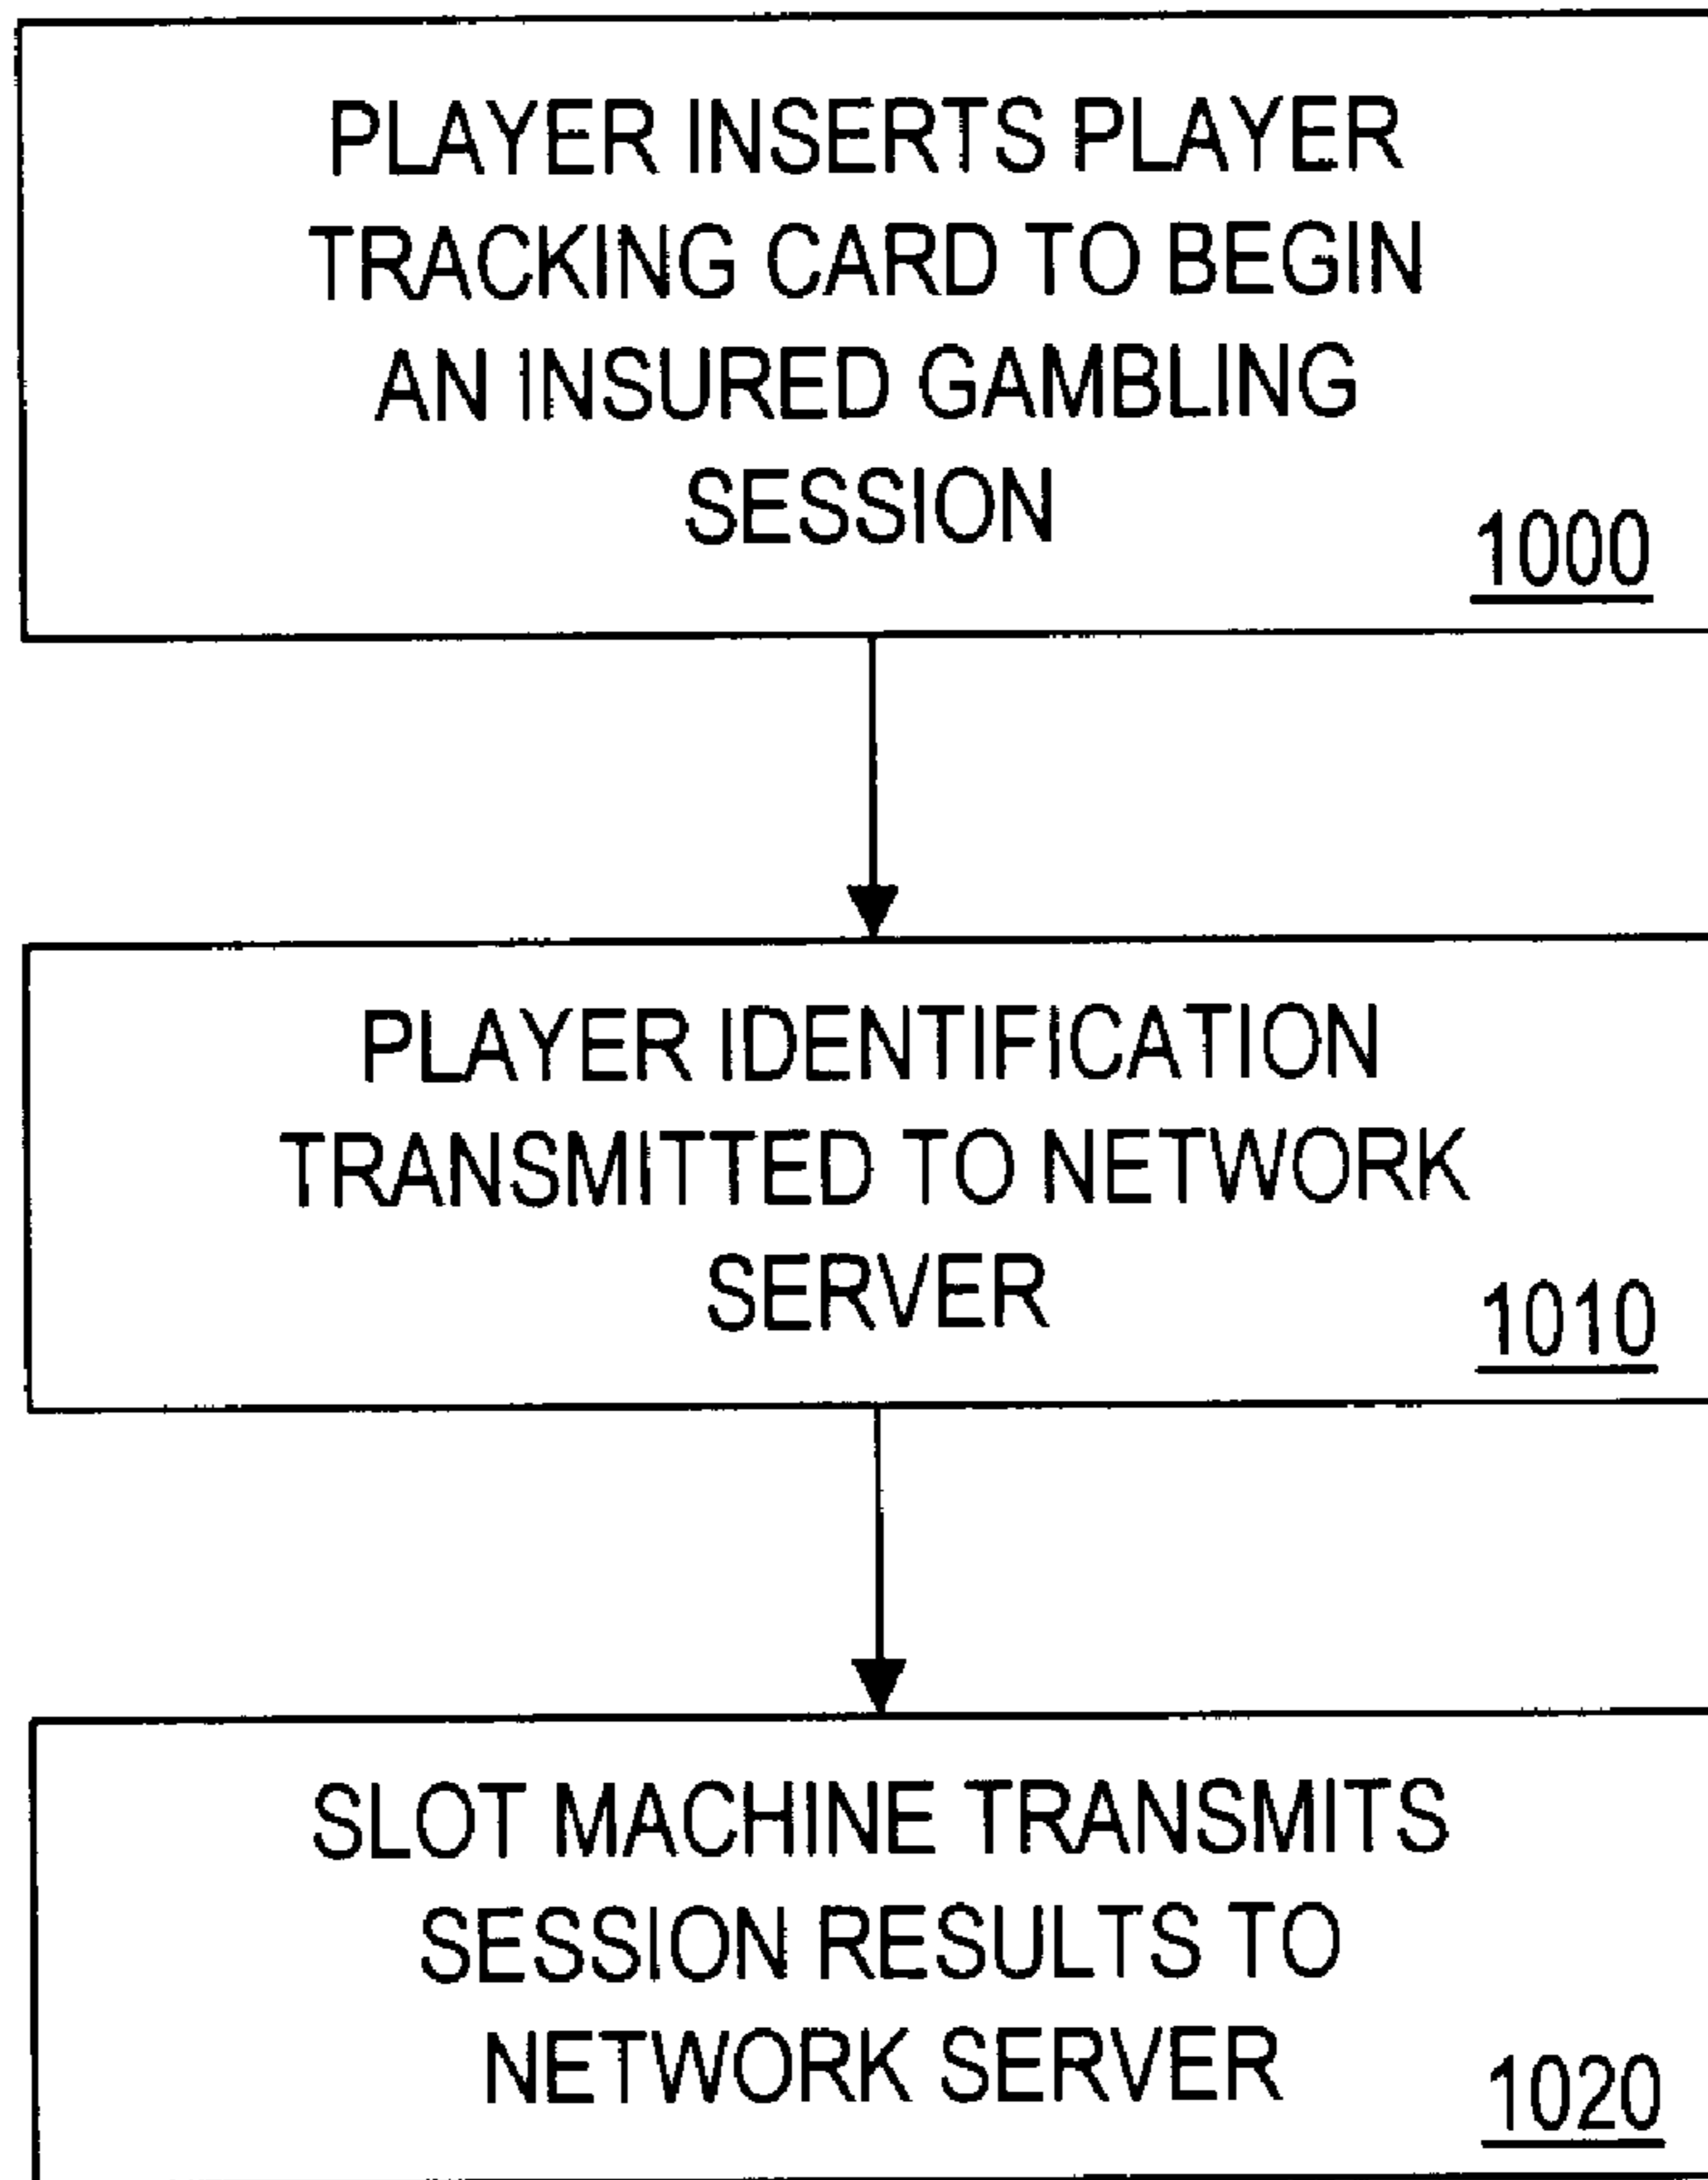 PLAYER INSERTS PLAYER
TRACKING CARD TO BEGIN
AN INSURED GAMBLING
SESSION
1000
PLAYER IDENTIFICATION
TRANSMITTED TO NETWORK
SERVER
1010
SLOT MACHINE TRANSMITS
SESSION RESULTS TO
NETWORK SERVER
1020